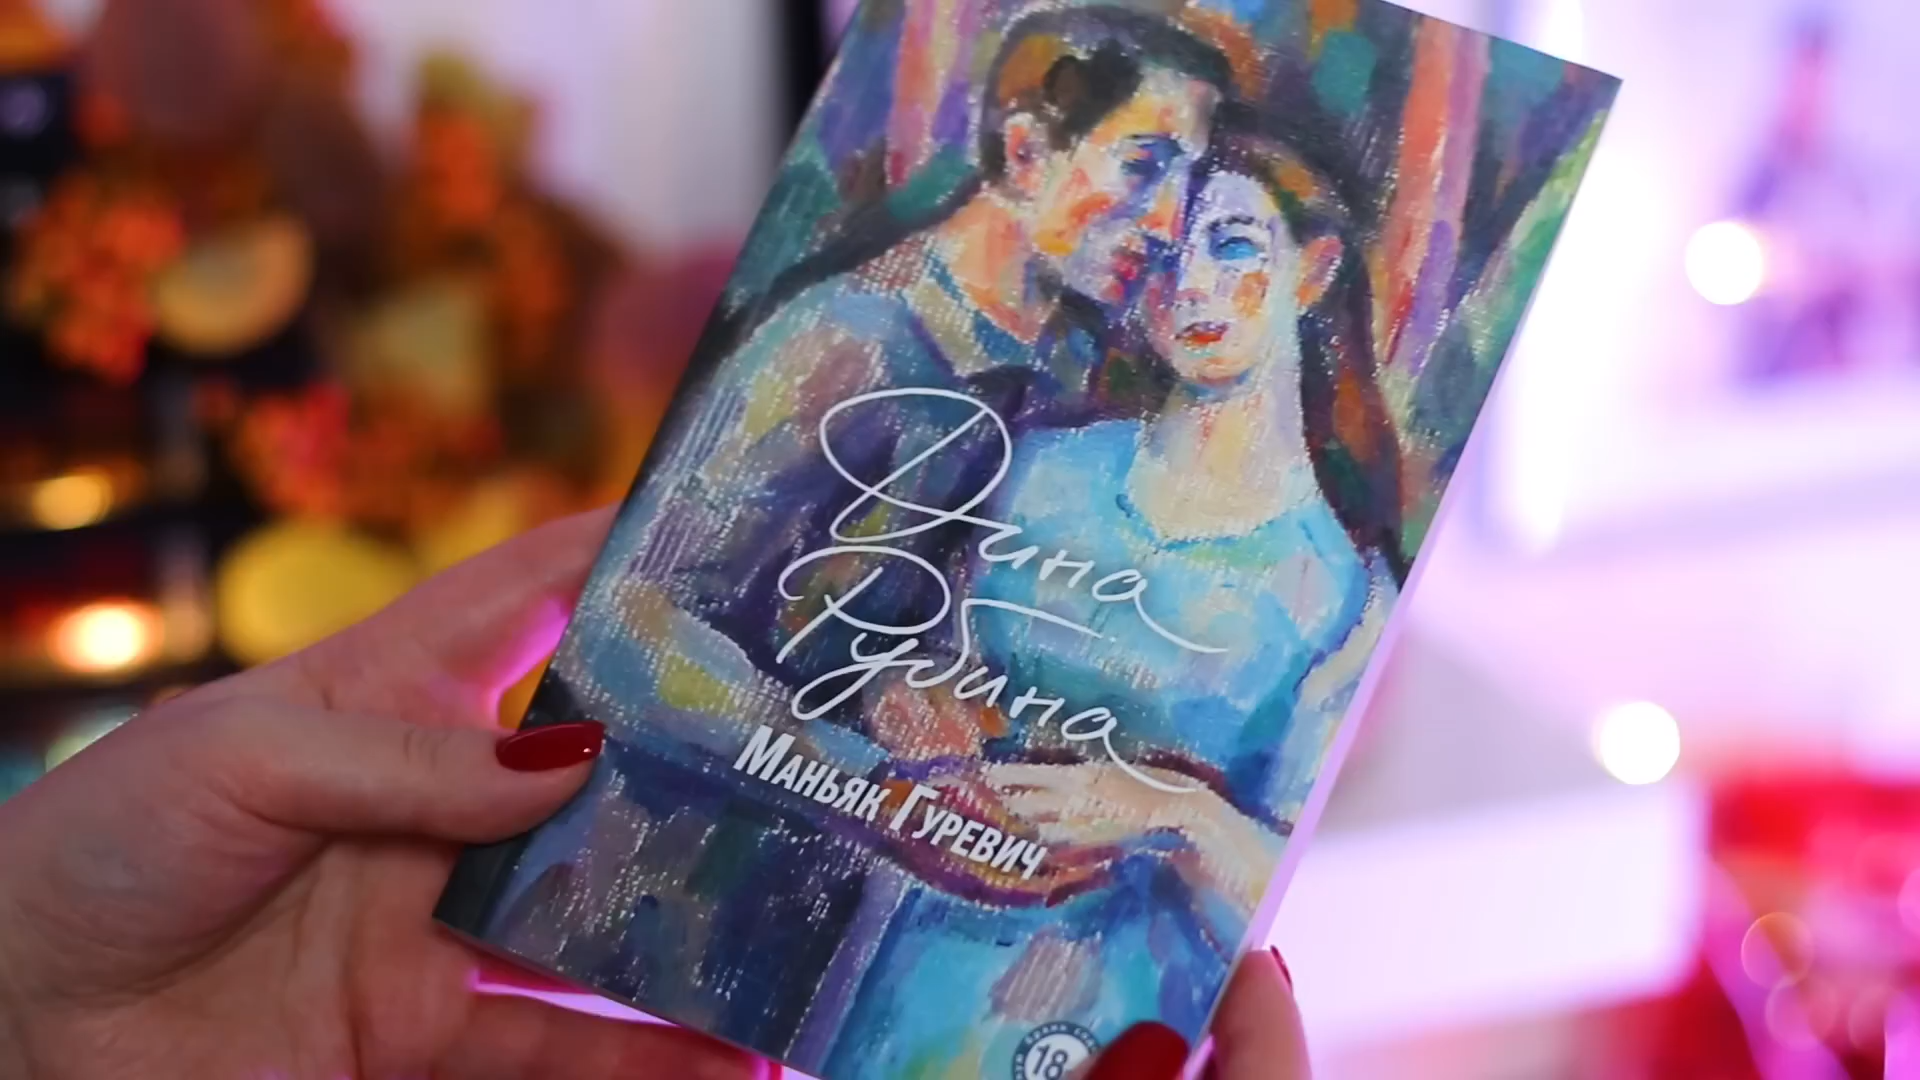 Дина
Рубина
Маньяк Гуревич
18